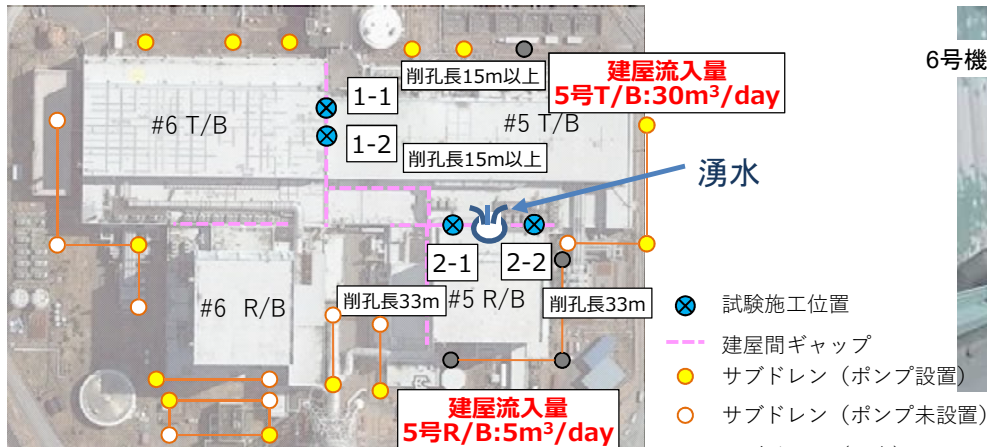 削孔長15m以上
建屋流入量
5号T/B:30m³/day
6号機
1-1
#6 T/B
#5 T/B
1-2
削孔長15m以上
湧水
2-1
2-2
#6 R/B
削孔長33m
#5 R/B
削孔長33m
試験施工位置
建屋間ギャップ
サブドレン（ポンプ設置）
サブドレン（ポンプ未設置）
建屋流入量
5号R/B:5m³/day